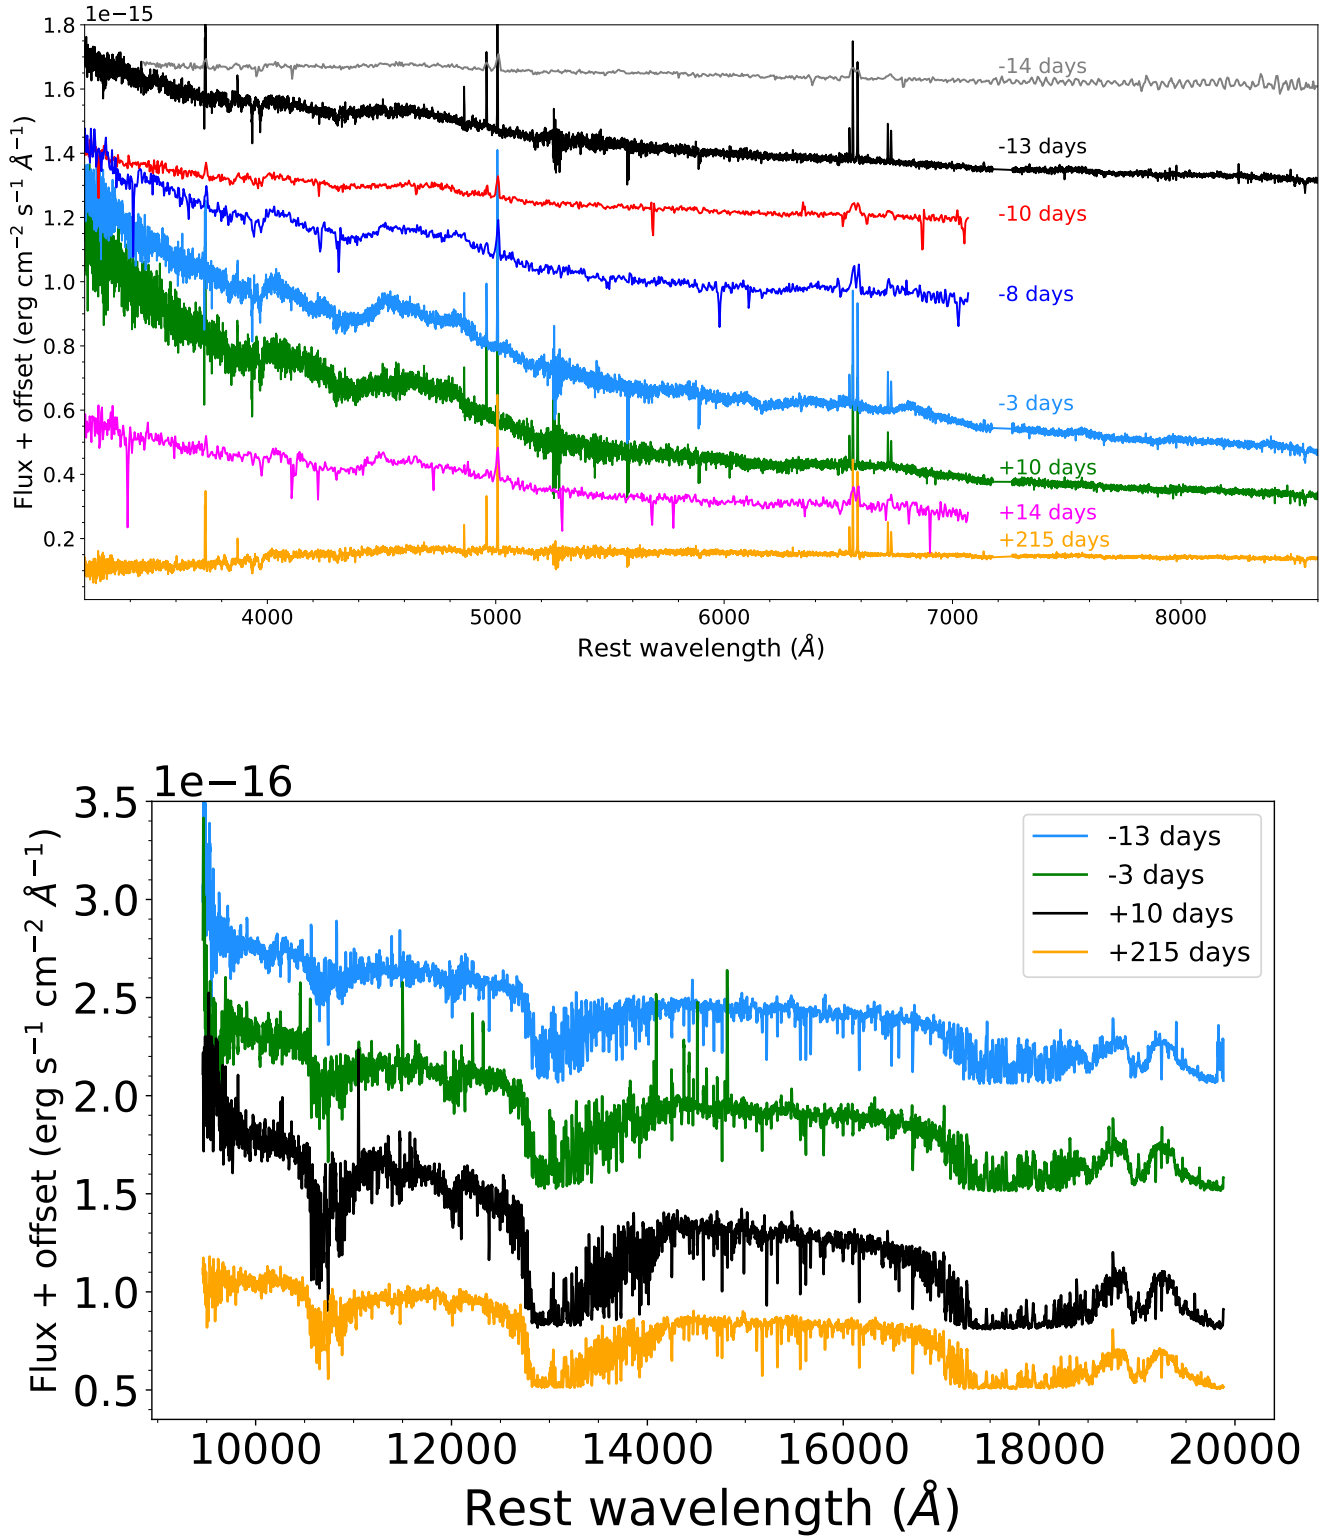 1e−15
1.8
1.6
1.4
1.2
1.0
0.8
0.6
0.4
0.2
Flux + offset (erg cm−2 s−1 Å−1)
-14 days
-13 days
-10 days
-8 days
-3 days
+10 days
+14 days
+215 days
4000 5000 6000 7000 8000
Rest wavelength (Å)
1e−16
3.5
3.0
2.5
2.0
1.5
1.0
0.5
Flux + offset (erg s−1 cm−2 Å−1)
-13 days
-3 days
+10 days
+215 days
10000 12000 14000 16000 18000 20000
Rest wavelength (Å)